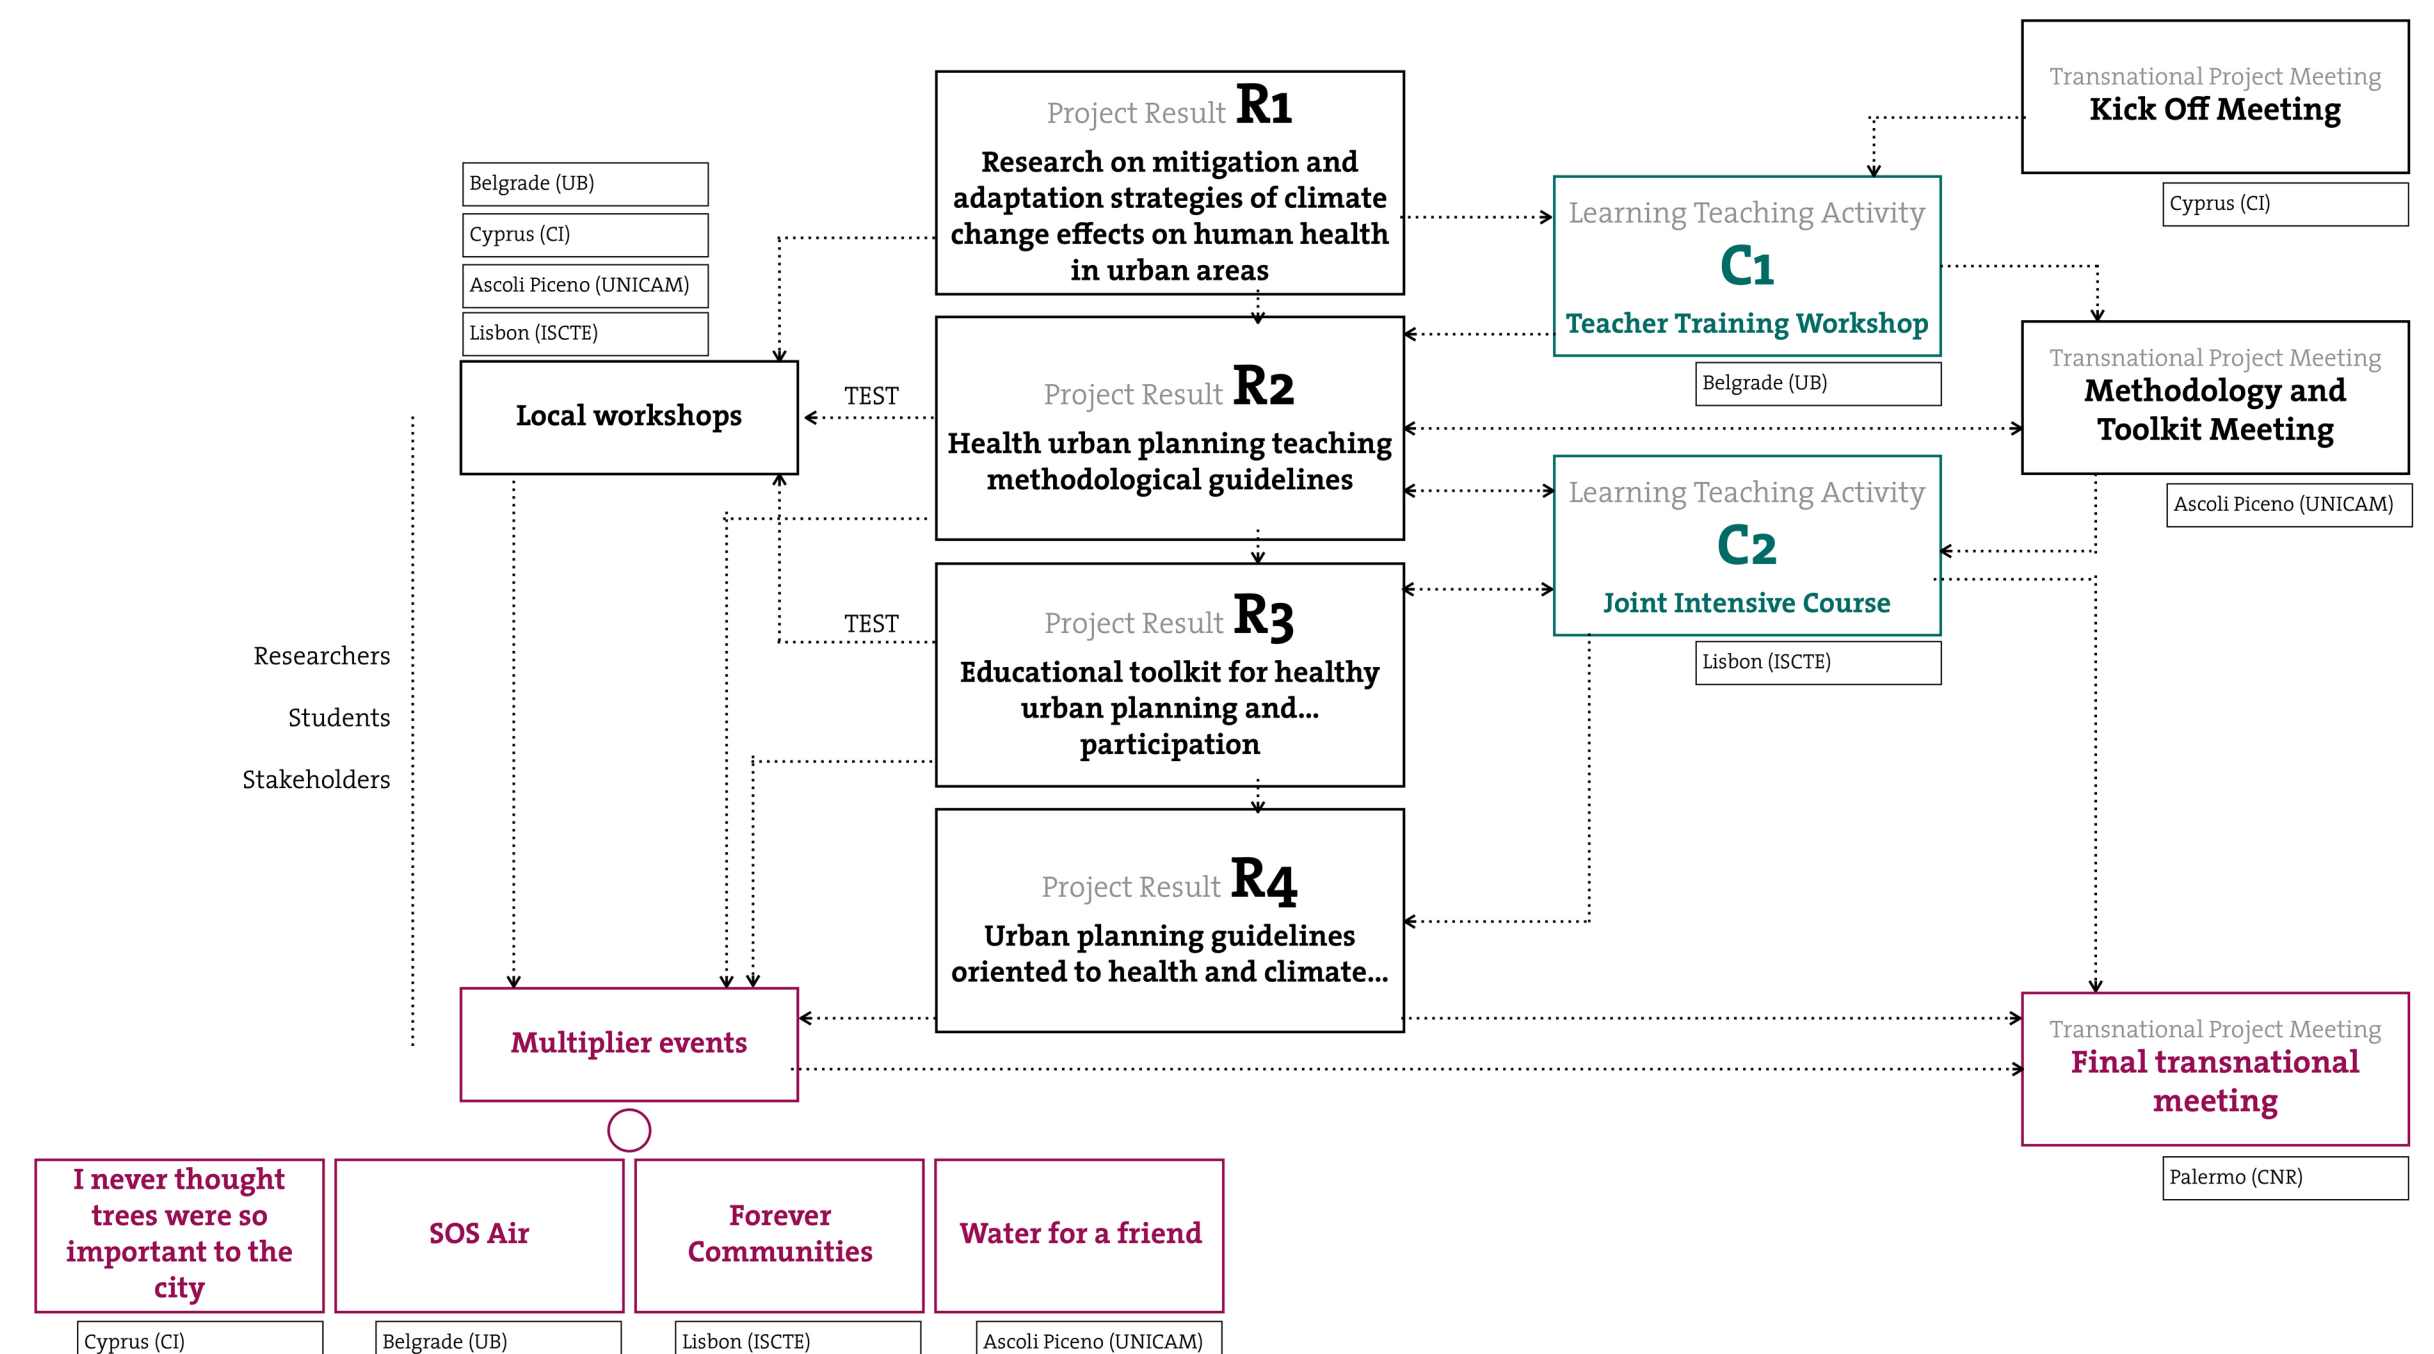 Transnational Project Meeting
Kick Off Meeting
Cyprus (CI)
Project Result R1
Research on mitigation and
adaptation strategies of climate
change effects on human health
in urban areas
Belgrade (UB)
Cyprus (CI)
Ascoli Piceno (UNICAM)
Lisbon (ISCTE)
Local workshops
Learning Teaching Activity
C1
Teacher Training Workshop
Belgrade (UB)
TEST
Project Result R2
Health urban planning teaching
methodological guidelines
Transnational Project Meeting
Methodology and
Toolkit Meeting
Ascoli Piceno (UNICAM)
Learning Teaching Activity
C2
Joint Intensive Course
Lisbon (ISCTE)
TEST
Project Result R3
Educational toolkit for healthy
urban planning and...
participation
Researchers
Students
Stakeholders
Project Result R4
Urban planning guidelines
oriented to health and climate...
Multiplier events
Transnational Project Meeting
Final transnational
meeting
Palermo (CNR)
I never thought
trees were so
important to the
city
Cyprus (CI)
SOS Air
Belgrade (UB)
Forever
Communities
Lisbon (ISCTE)
Water for a friend
Ascoli Piceno (UNICAM)